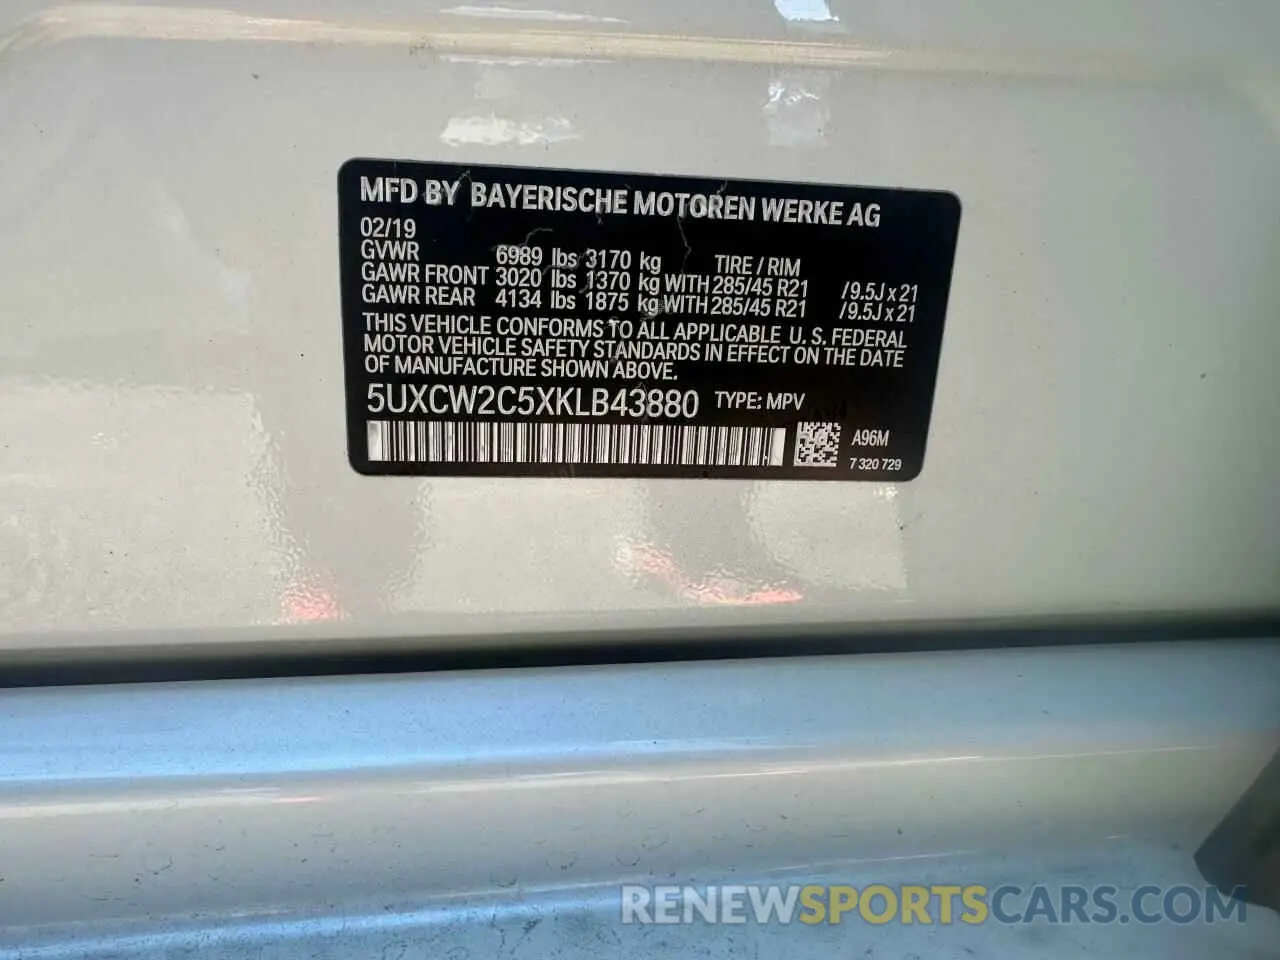 MFD BY BAYERISCHE MOTOREN WERKE AG
02/19
GVWR 6989 lbs 3170 kg TIRE / RIM
GAWR FRONT 3020 lbs 1370 kg WITH 285/45 R21 /9.5J x 21
GAWR REAR 4134 lbs 1875 kg WITH 285/45 R21 /9.5J x 21
THIS VEHICLE CONFORMS TO ALL APPLICABLE U. S. FEDERAL
MOTOR VEHICLE SAFETY STANDARDS IN EFFECT ON THE DATE
OF MANUFACTURE SHOWN ABOVE.
5UXCW2C5XKLB43880 TYPE: MPV
A96M
7 320 729
RENEWSPORTSCARS.COM